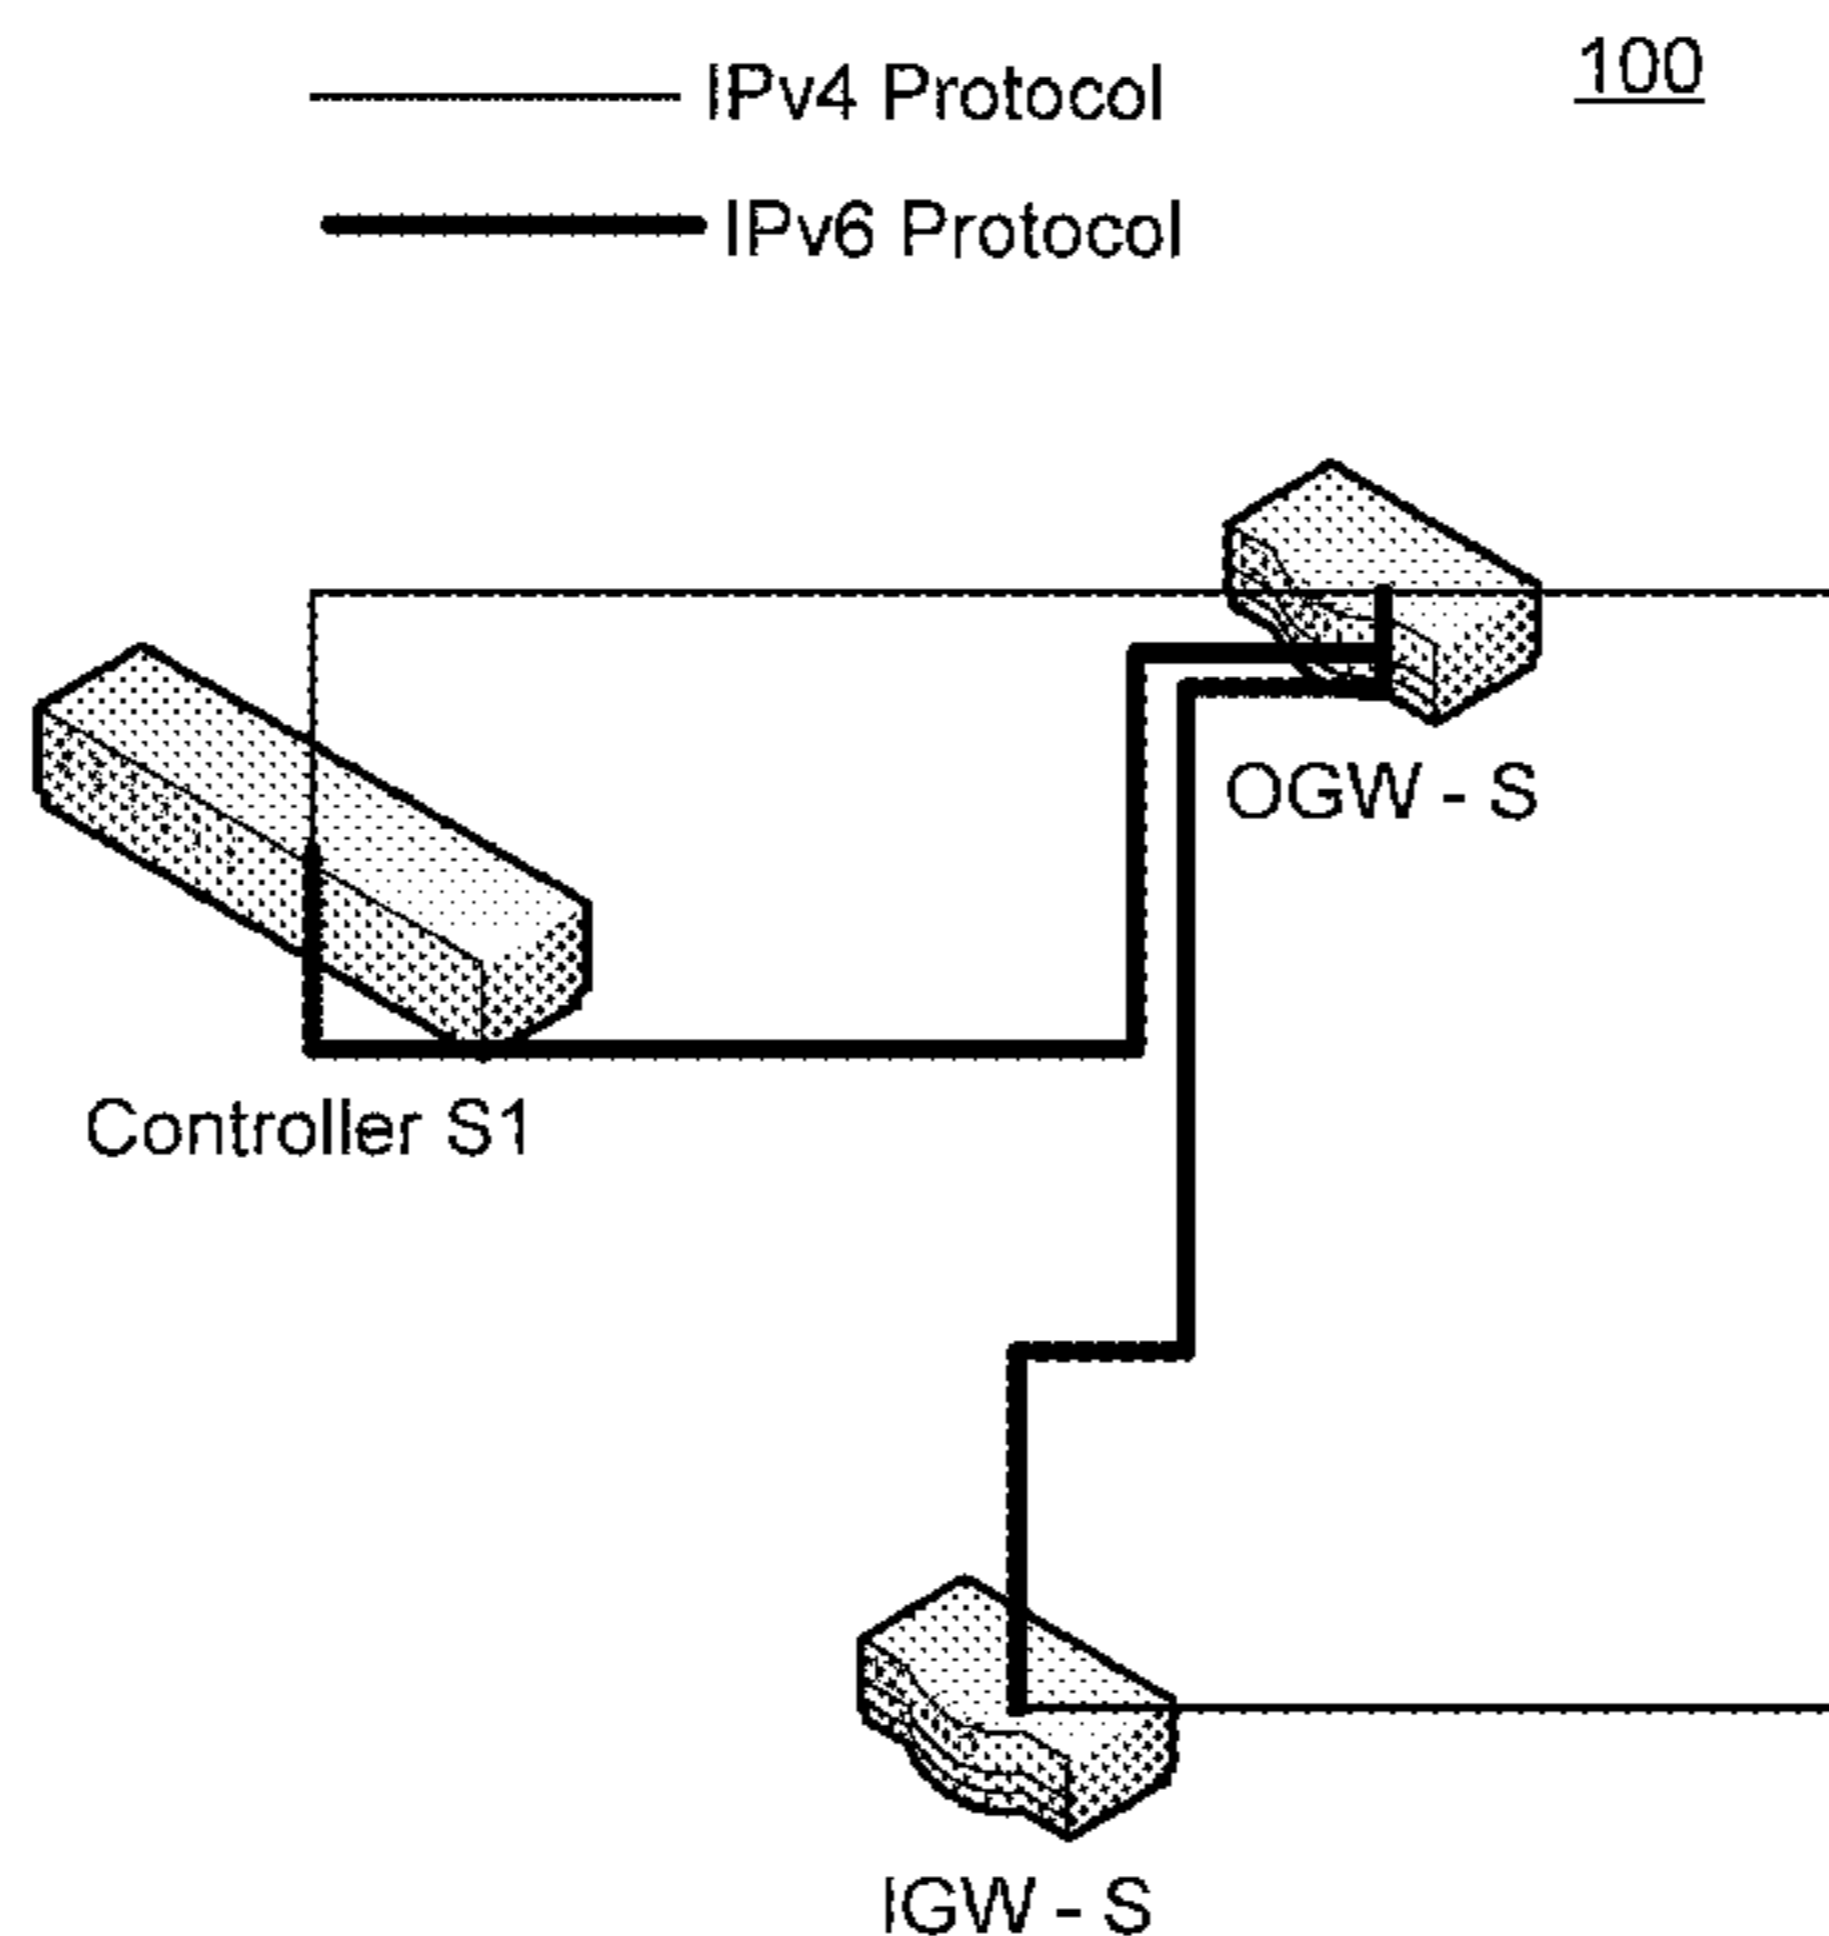 100
IPv4 Protocol
IPv6 Protocol
OGW - S
Controller S1
IGW - S